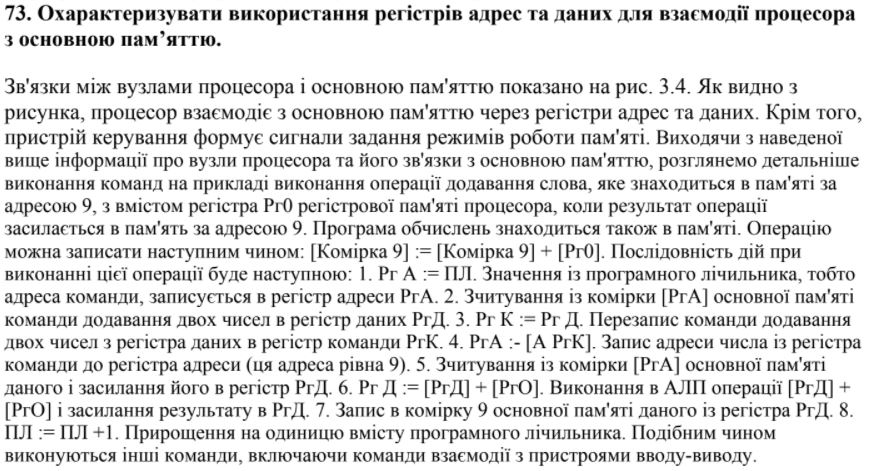 73. Охарактеризувати використання регістрів адрес та даних для взаємодії процесора
з основною пам’яттю.
Зв'язки між вузлами процесора і основною пам'яттю показано на рис. 3.4. Як видно з
рисунка, процесор взаємодіє з основною пам'яттю через регістри адрес та даних. Крім того,
пристрій керування формує сигнали задання режимів роботи пам'яті. Виходячи з наведеної
вище інформації про вузли процесора та його зв'язки з основною пам'яттю, розглянемо детальніше
виконання команд на прикладі виконання операції додавання слова, яке знаходиться в пам'яті за
адресою 9, з вмістом регістра Рг0 регістрової пам'яті процесора, коли результат операції
засилається в пам'ять за адресою 9. Програма обчислень знаходиться також в пам'яті. Операцію
можна записати наступним чином: [Комірка 9] := [Комірка 9] + [Рг0]. Послідовність дій при
виконанні цієї операції буде наступною: 1. Рг А := ПЛ. Значення із програмного лічильника, тобто
адреса команди, записується в регістр адреси РгА. 2. Зчитування із комірки [РгА] основної пам'яті
команди додавання двох чисел в регістр даних РгД. 3. Рг К := Рг Д. Перезапис команди додавання
двох чисел з регістра даних в регістр команди РгК. 4. РгА :- [А РгК]. Запис адреси числа із регістра
команди до регістра адреси (ця адреса рівна 9). 5. Зчитування із комірки [РгА] основної пам'яті
даного і засилання його в регістр РгД. 6. Рг Д := [РгД] + [РгО]. Виконання в АЛП операції [РгД] +
[РгО] і засилання результату в РгД. 7. Запис в комірку 9 основної пам'яті даного із регістра РгД. 8.
ПЛ := ПЛ +1. Прирощення на одиницю вмісту програмного лічильника. Подібним чином
виконуються інші команди, включаючи команди взаємодії з пристроями вводу-виводу.